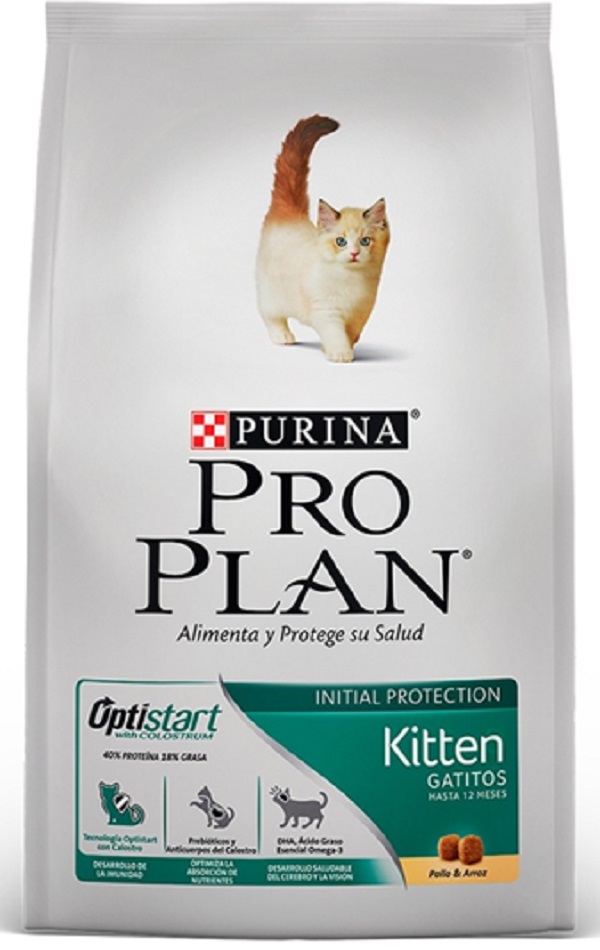 PURINA®
PRO
PLAN®
Alimenta y Protege su Salud
Optistart
with COLOSTRUM
40% PROTEÍNA 18% GRASA
Tecnología Optistart
con Calostro
DESARROLLO DE
LA INMUNIDAD
Prebióticos y
Anticuerpos del Calostro
OPTIMIZA LA
ABSORCIÓN DE
NUTRIENTES
DHA, Ácido Graso
Esencial Omega-3
DESARROLLO SALUDABLE
DEL CEREBRO Y LA VISIÓN
INITIAL PROTECTION
Kitten
GATITOS
HASTA 12 MESES
Pollo & Arroz